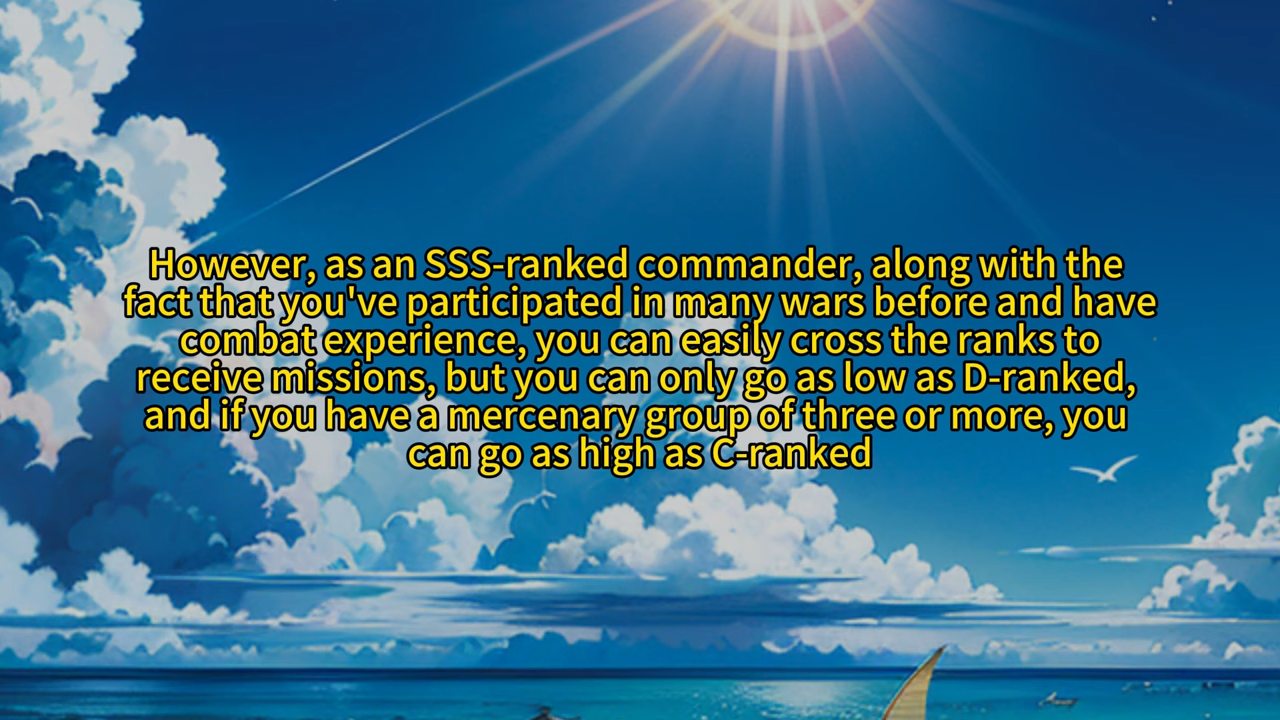 However, as an SSS-ranked commander, along with the
fact that you've participated in many wars before and have
combat experience, you can easily cross the ranks to
receive missions, but you can only go as low as D-ranked,
and if you have a mercenary group of three or more, you
can go as high as C-ranked